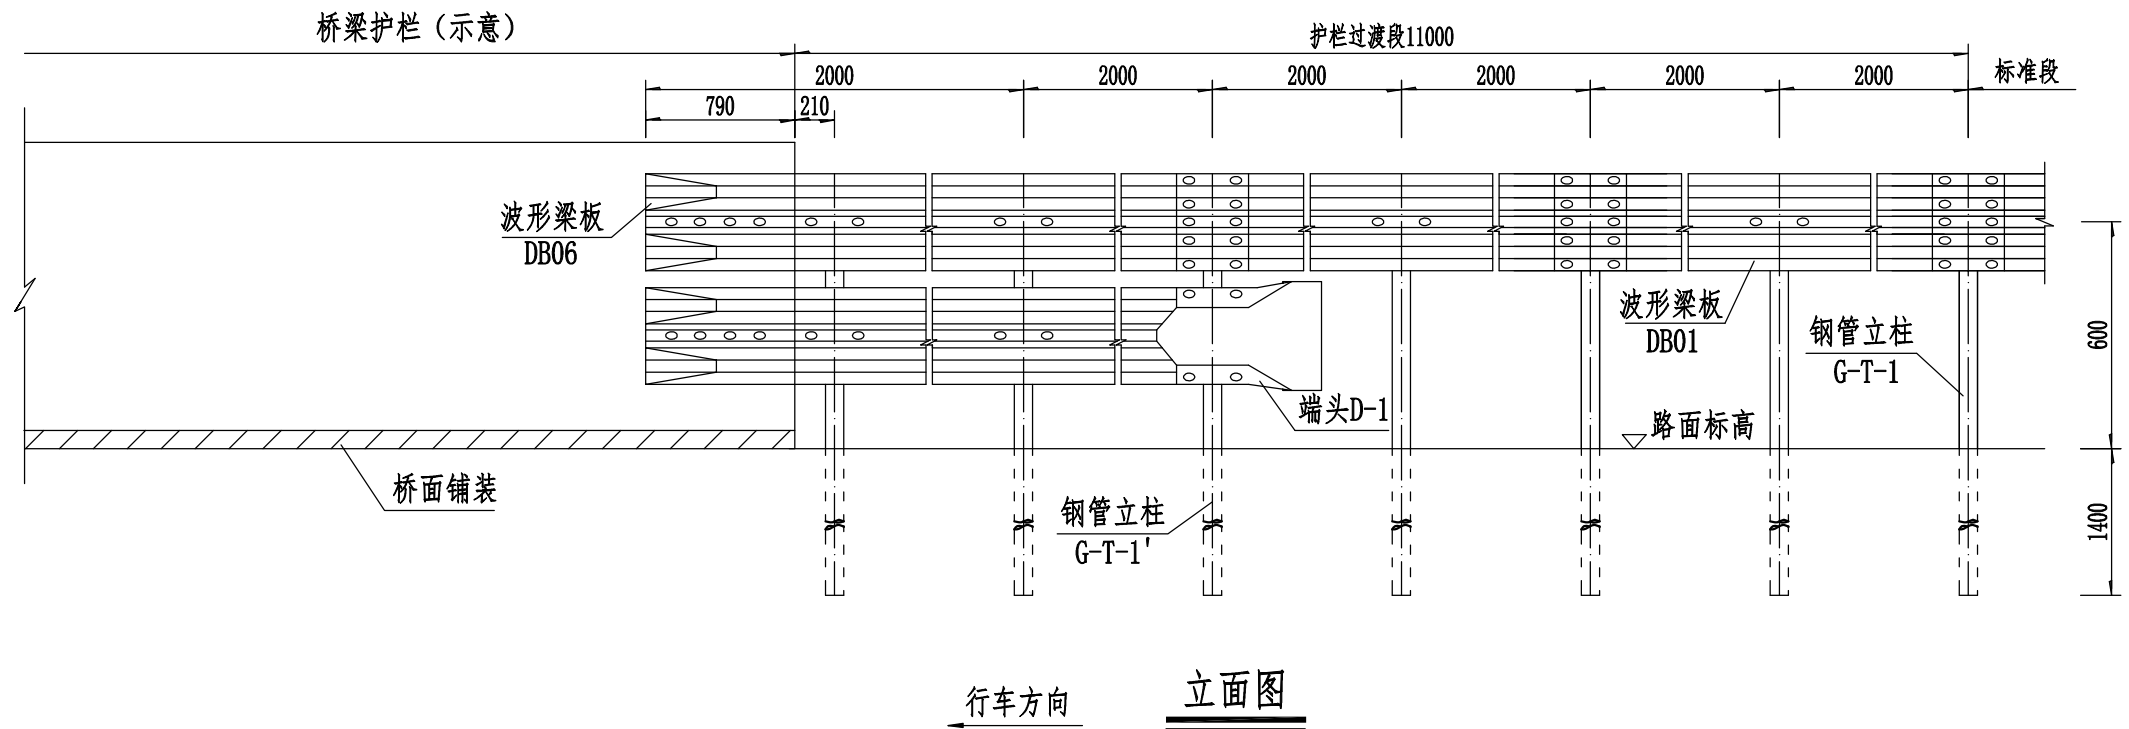 桥梁护栏（示意）
护栏过渡段11000
2000
2000
2000
2000
2000
2000
标准段
790
210
波形梁板
DB06
波形梁板
DB01
钢管立柱
G-T-1
600
端头D-1
路面标高
桥面铺装
钢管立柱
G-T-1'
1400
立面图
行车方向